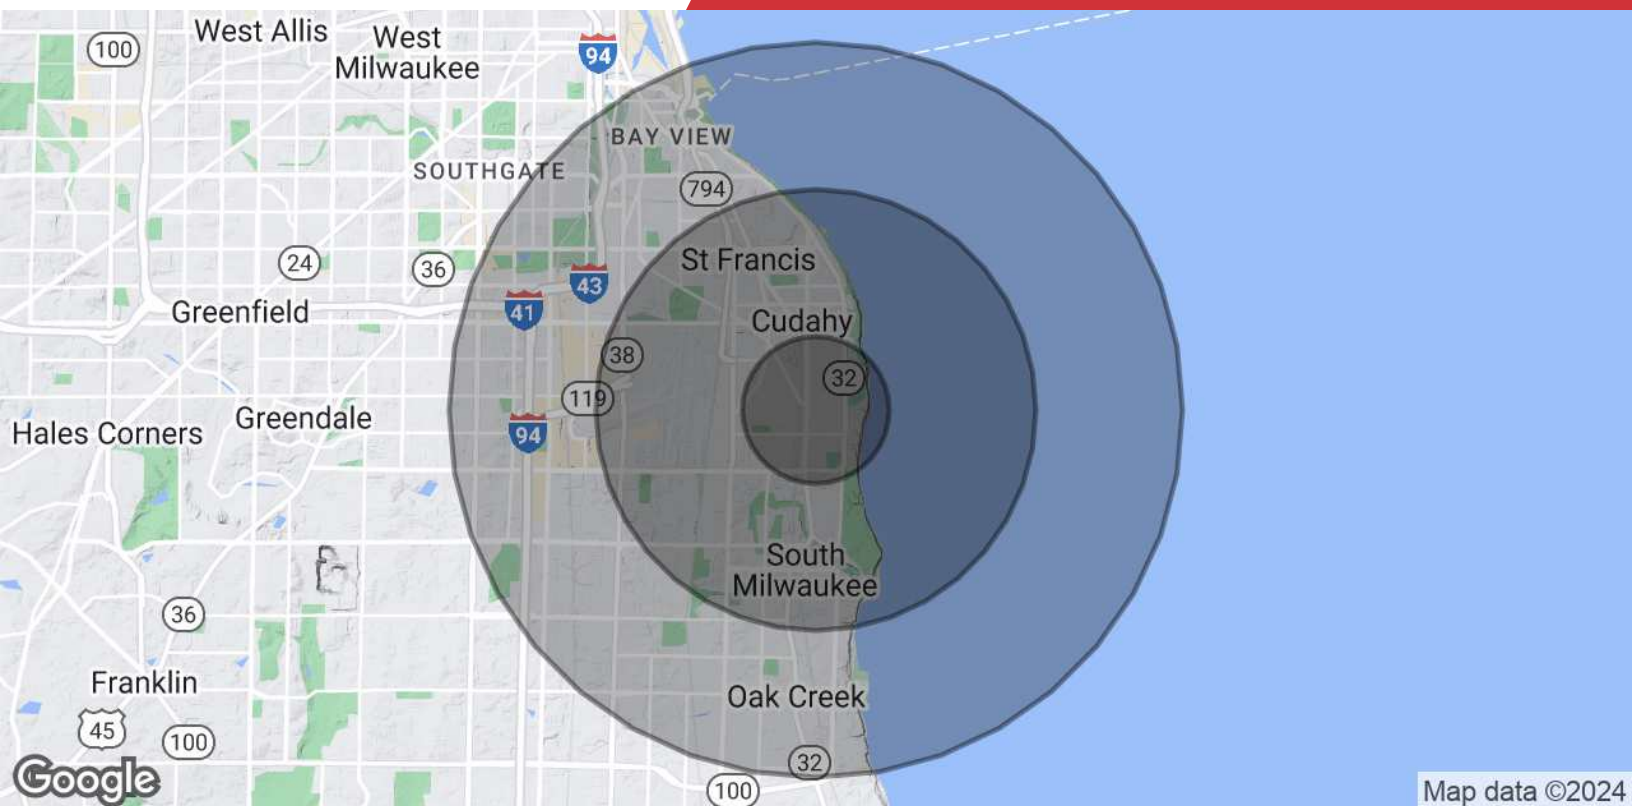 West Allis
100
West
Milwaukee
94
BAY VIEW
SOUTHGATE
794
24
36
St Francis
43
41
Greenfield
Cudahy
38
32
119
Greendale
Hales Corners
94
South
Milwaukee
36
Franklin
Oak Creek
45
100
32
Google
100
Map data ©2024